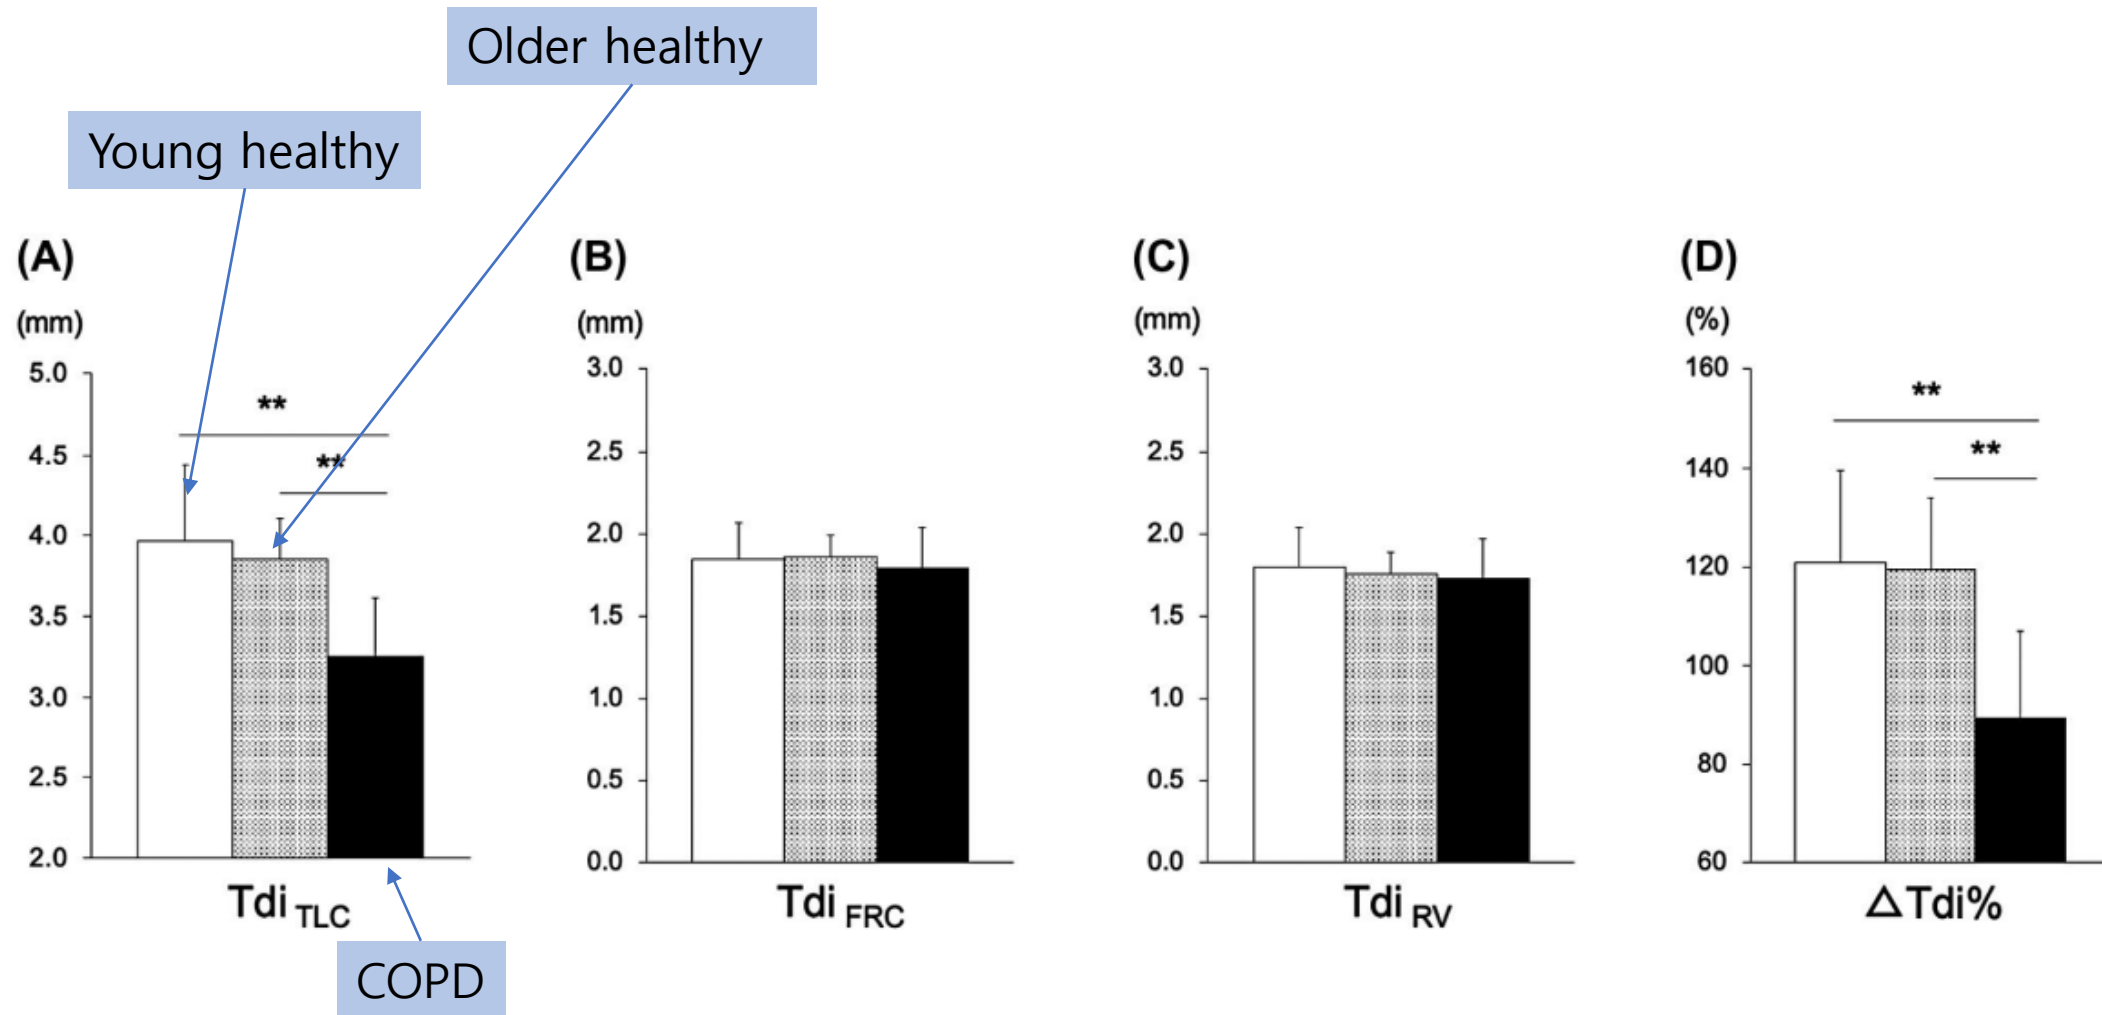 Older healthy
Young healthy
(A)
(mm)
5.0
4.5
4.0
3.5
3.0
2.5
2.0
**
**
Tdi TLC
COPD
(B)
(mm)
3.0
2.5
2.0
1.5
1.0
0.5
0.0
Tdi FRC
(C)
(mm)
3.0
2.5
2.0
1.5
1.0
0.5
0.0
Tdi RV
(D)
(%)
160
140
120
100
80
60
**
**
△Tdi%